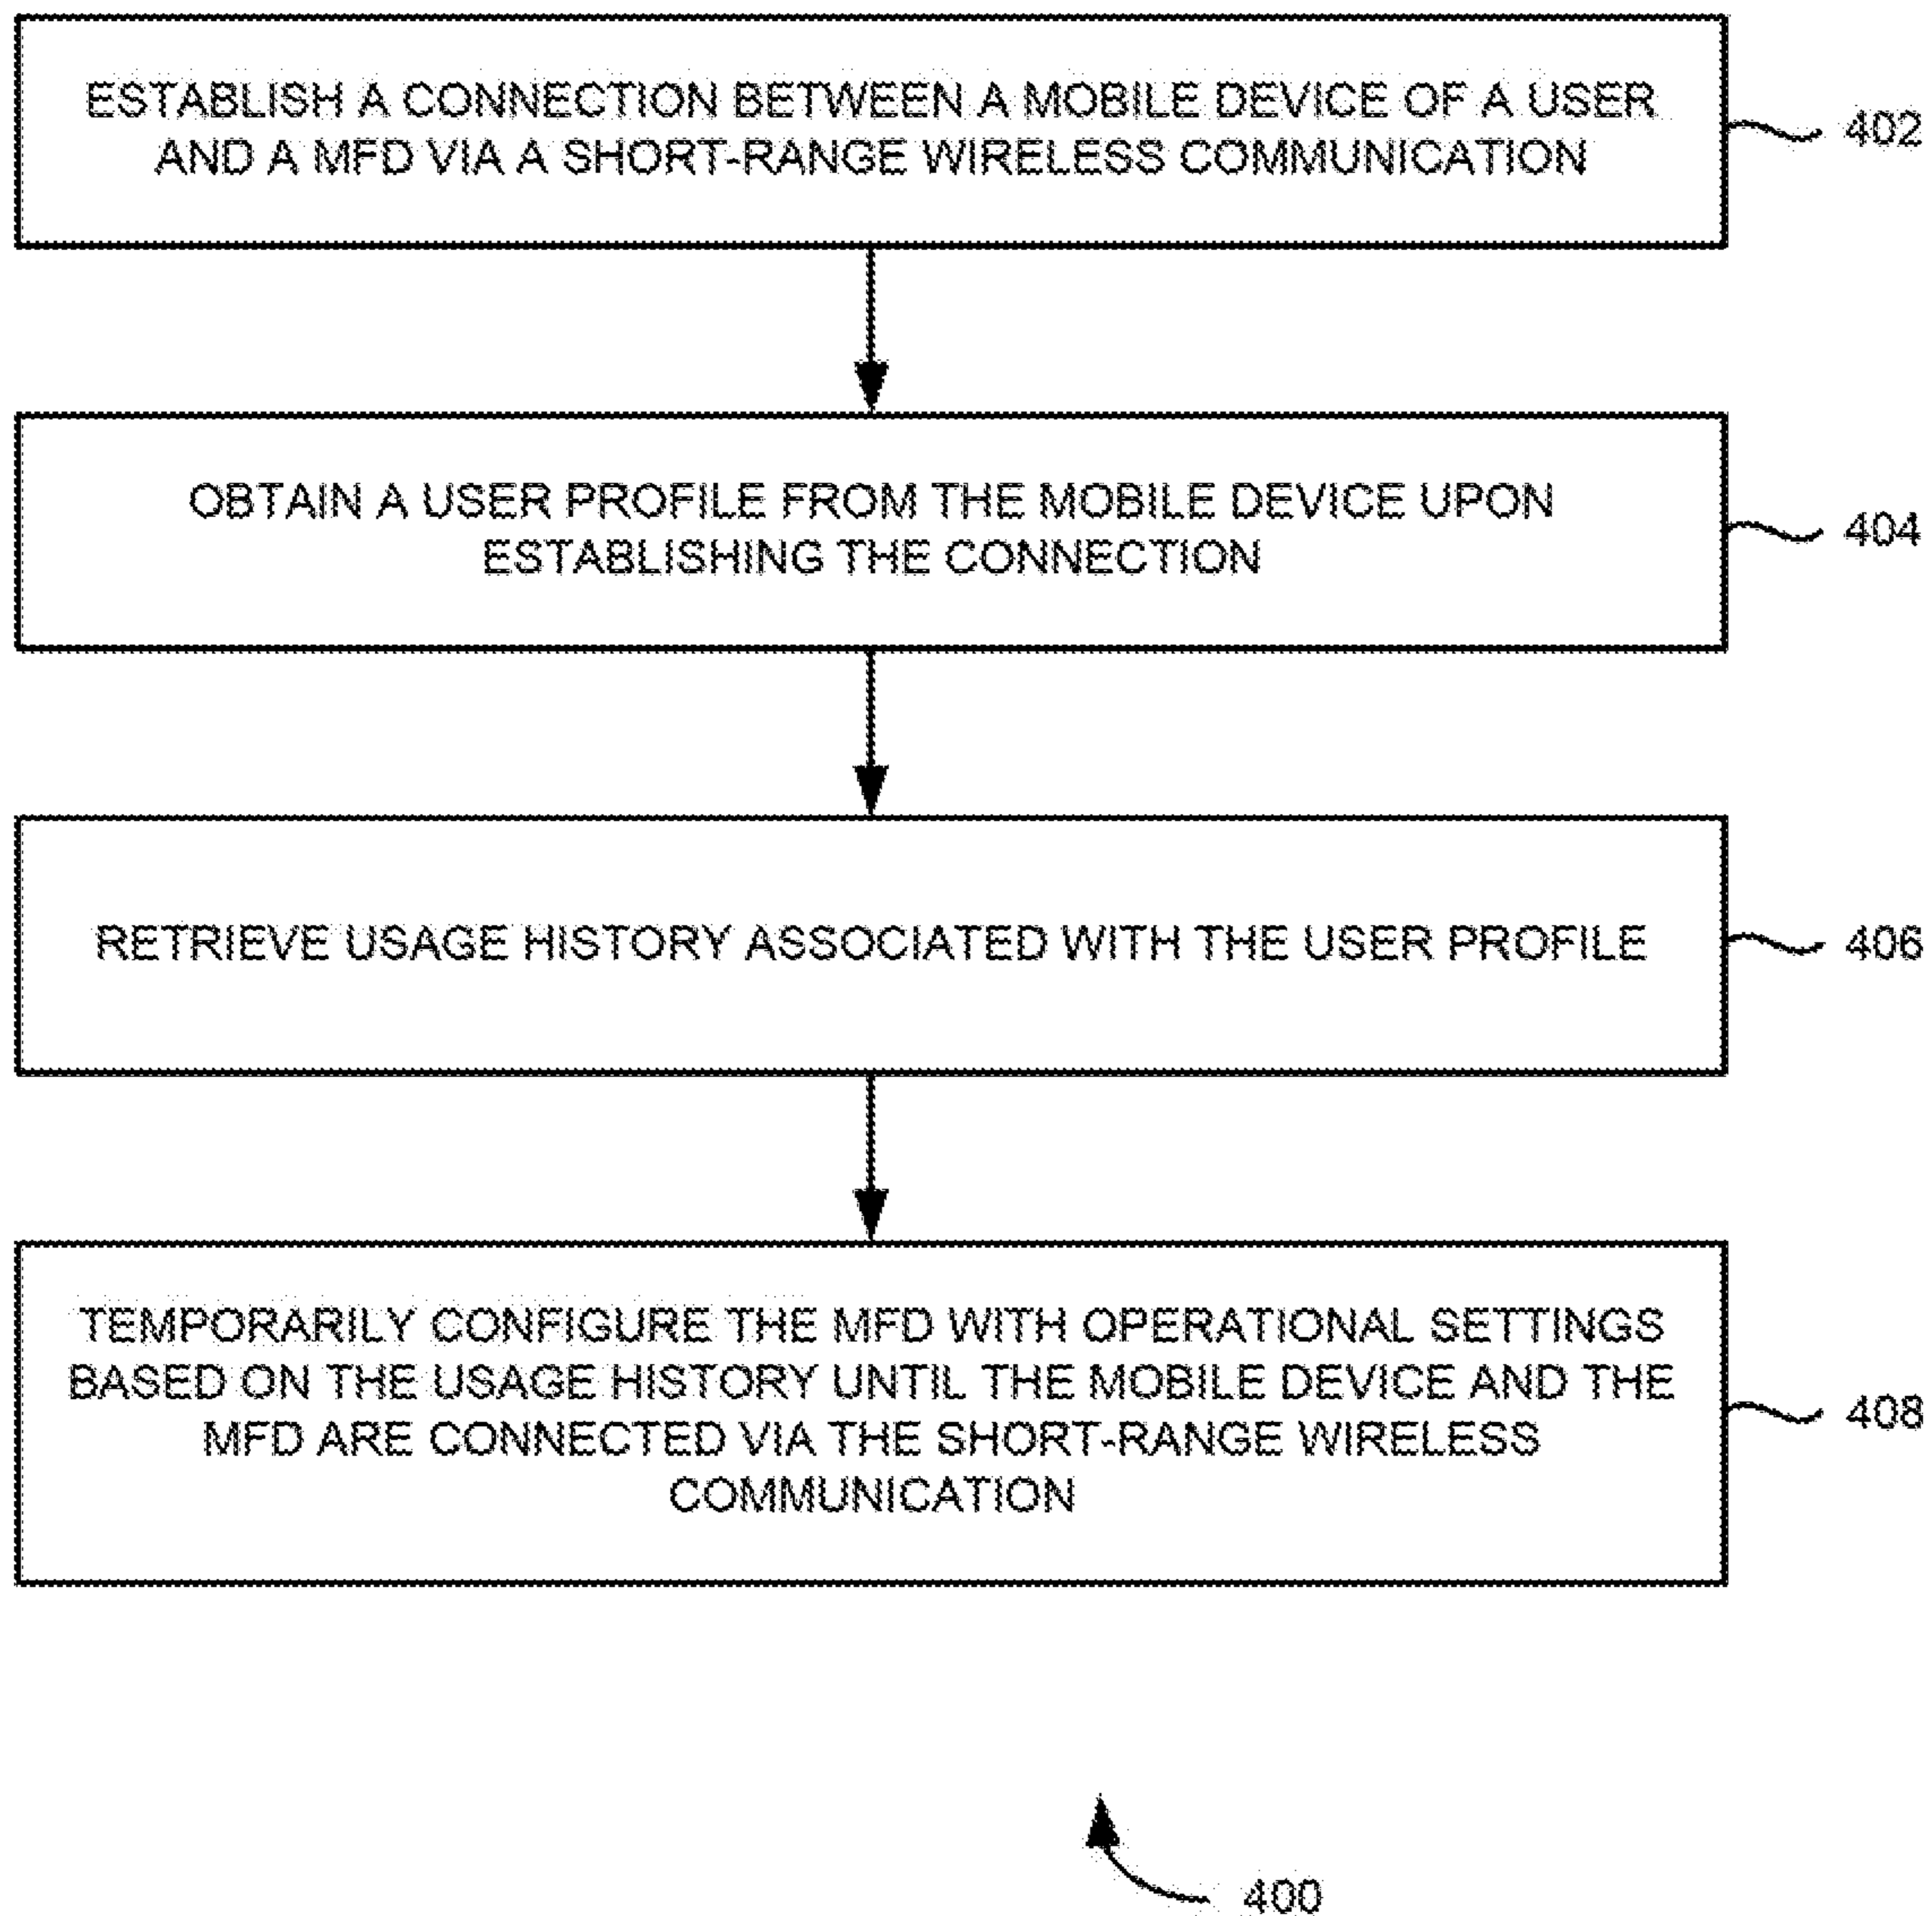 ESTABLISH A CONNECTION BETWEEN A MOBILE DEVICE OF A USER
AND A MFD VIA A SHORT-RANGE WIRELESS COMMUNICATION
402
OBTAIN A USER PROFILE FROM THE MOBILE DEVICE UPON
ESTABLISHING THE CONNECTION
404
RETRIEVE USAGE HISTORY ASSOCIATED WITH THE USER PROFILE
406
TEMPORARILY CONFIGURE THE MFD WITH OPERATIONAL SETTINGS
BASED ON THE USAGE HISTORY UNTIL THE MOBILE DEVICE AND THE
MFD ARE CONNECTED VIA THE SHORT-RANGE WIRELESS
COMMUNICATION
408
400